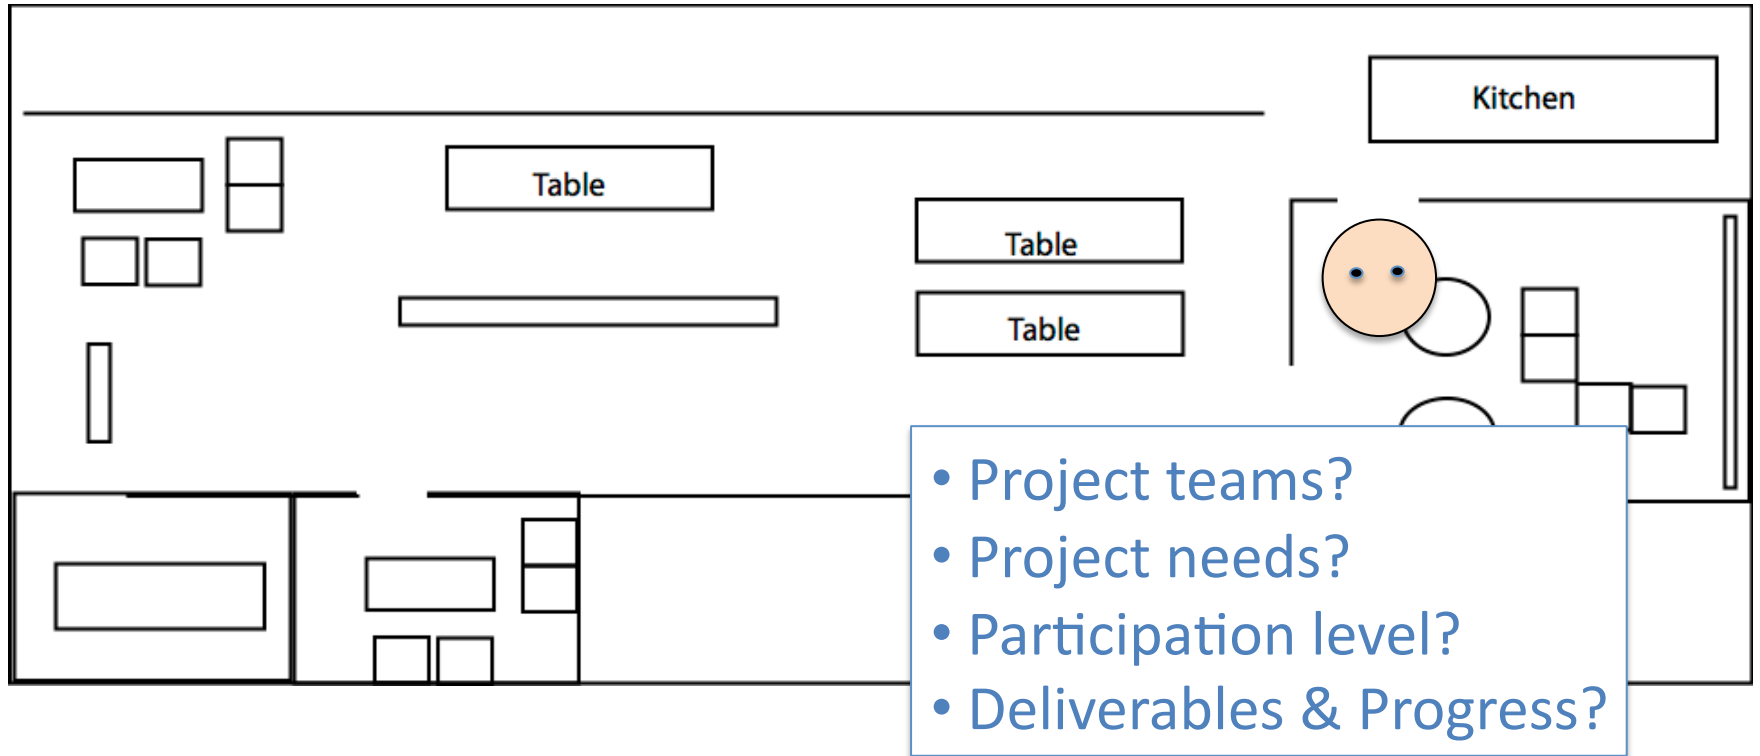 Kitchen
Table
Table
Table
• Project teams?
• Project needs?
• Participation level?
• Deliverables & Progress?